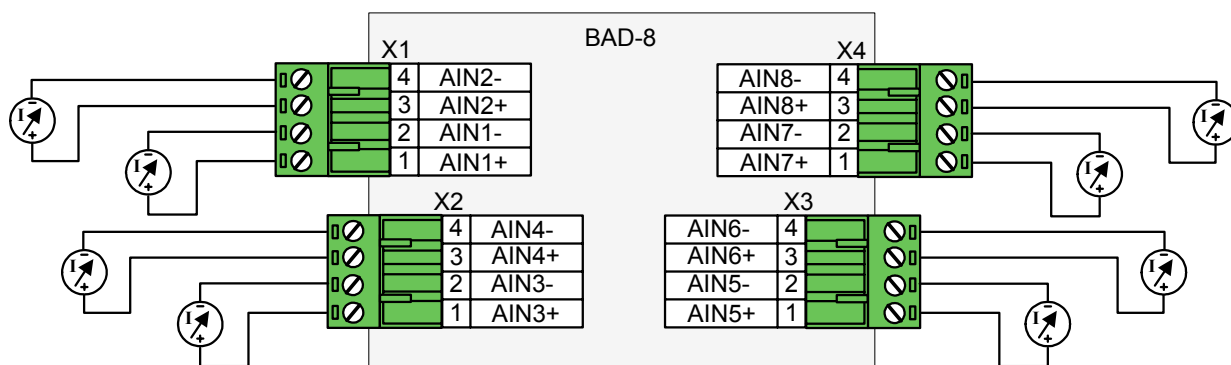 BAD-8
X1
4 AIN2-
3 AIN2+
2 AIN1-
1 AIN1+
I - +
I - +
X4
AIN8- 4
AIN8+ 3
AIN7- 2
AIN7+ 1
I - +
I - +
X2
4 AIN4-
3 AIN4+
2 AIN3-
1 AIN3+
I - +
I - +
X3
AIN6- 4
AIN6+ 3
AIN5- 2
AIN5+ 1
I - +
I - +